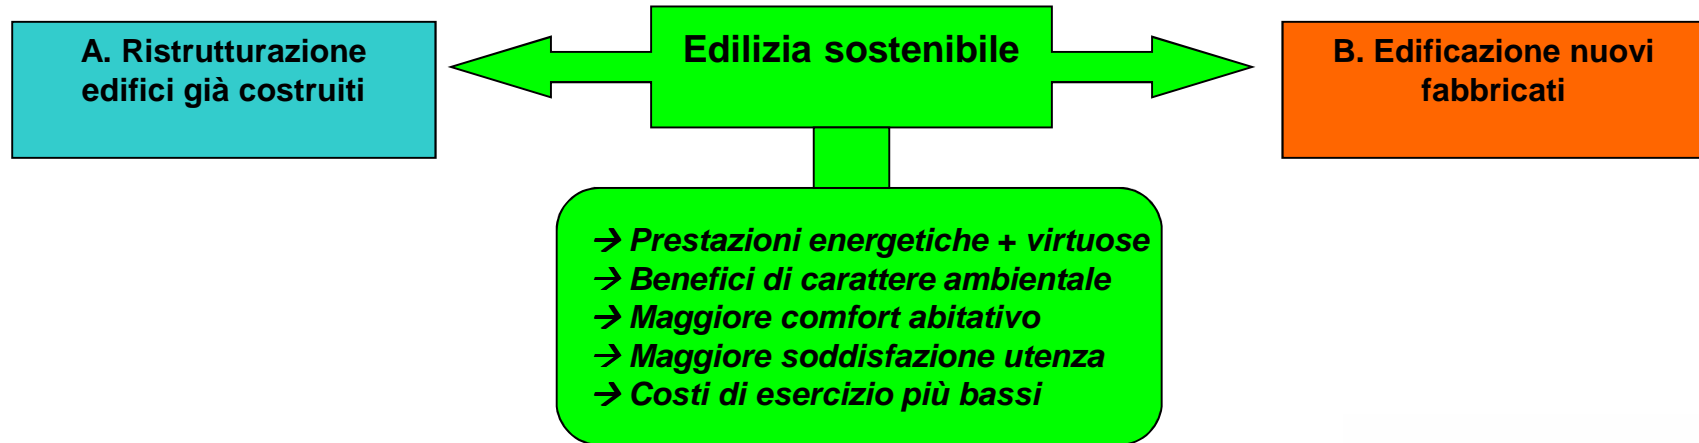 A. Ristrutturazione
edifici già costruiti
Edilizia sostenibile
B. Edificazione nuovi
fabbricati
→ Prestazioni energetiche + virtuose
→ Benefici di carattere ambientale
→ Maggiore comfort abitativo
→ Maggiore soddisfazione utenza
→ Costi di esercizio più bassi